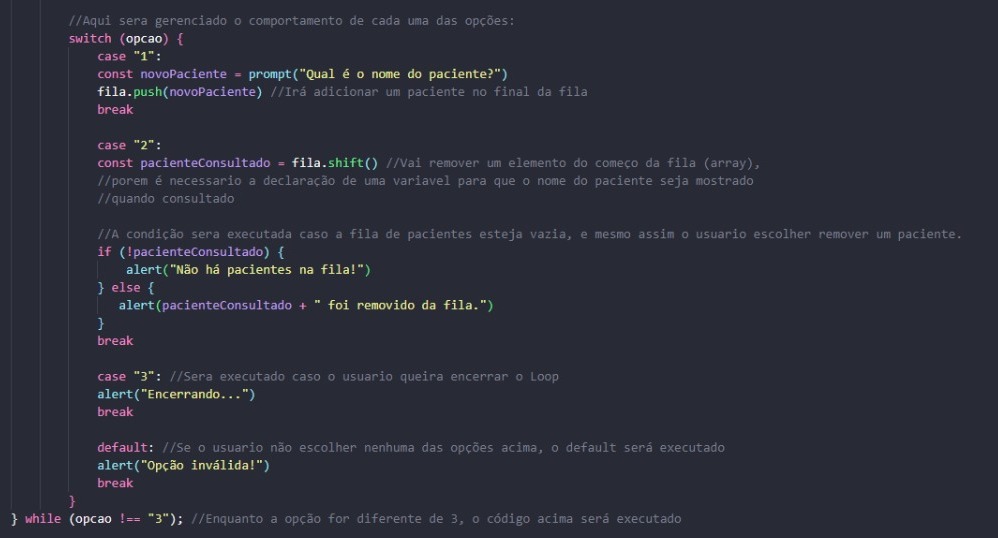 //Aqui sera gerenciado o comportamento de cada uma das opções:
switch (opcao) {
case "1":
const novoPaciente = prompt("Qual é o nome do paciente?")
fila.push(novoPaciente) //Irá adicionar um paciente no final da fila
break
case "2":
const pacienteConsultado = fila.shift() //Vai remover um elemento do começo da fila (array),
//porem é necessario a declaração de uma variavel para que o nome do paciente seja mostrado
//quando consultado
//A condição sera executada caso a fila de pacientes esteja vazia, e mesmo assim o usuario escolher remover um paciente.
if (!pacienteConsultado) {
alert("Não há pacientes na fila!")
} else {
alert(pacienteConsultado + " foi removido da fila.")
}
break
case "3": //Sera executado caso o usuario queira encerrar o Loop
alert("Encerrando...")
break
default: //Se o usuario não escolher nenhuma das opções acima, o default será executado
alert("Opção inválida!")
break
}
} while (opcao !== "3"); //Enquanto a opção for diferente de 3, o código acima será executado